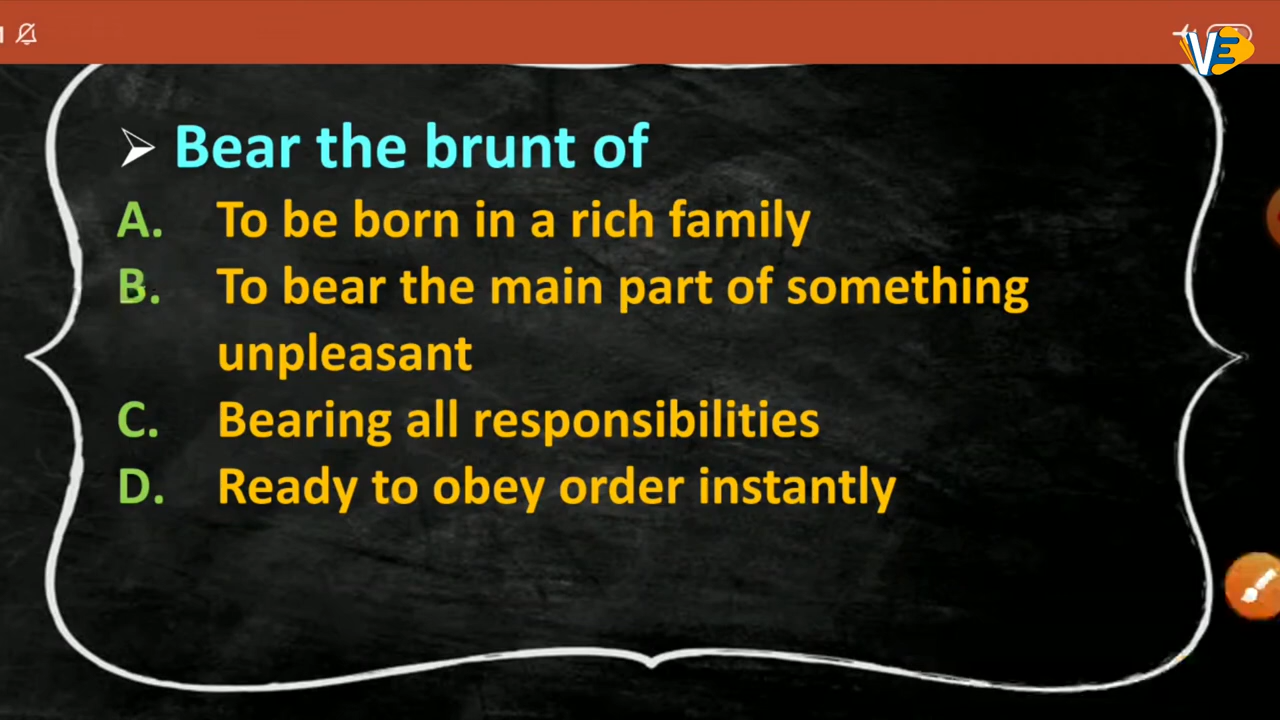 VE
Bear the brunt of
A. To be born in a rich family
B. To bear the main part of something
unpleasant
C. Bearing all responsibilities
D. Ready to obey order instantly